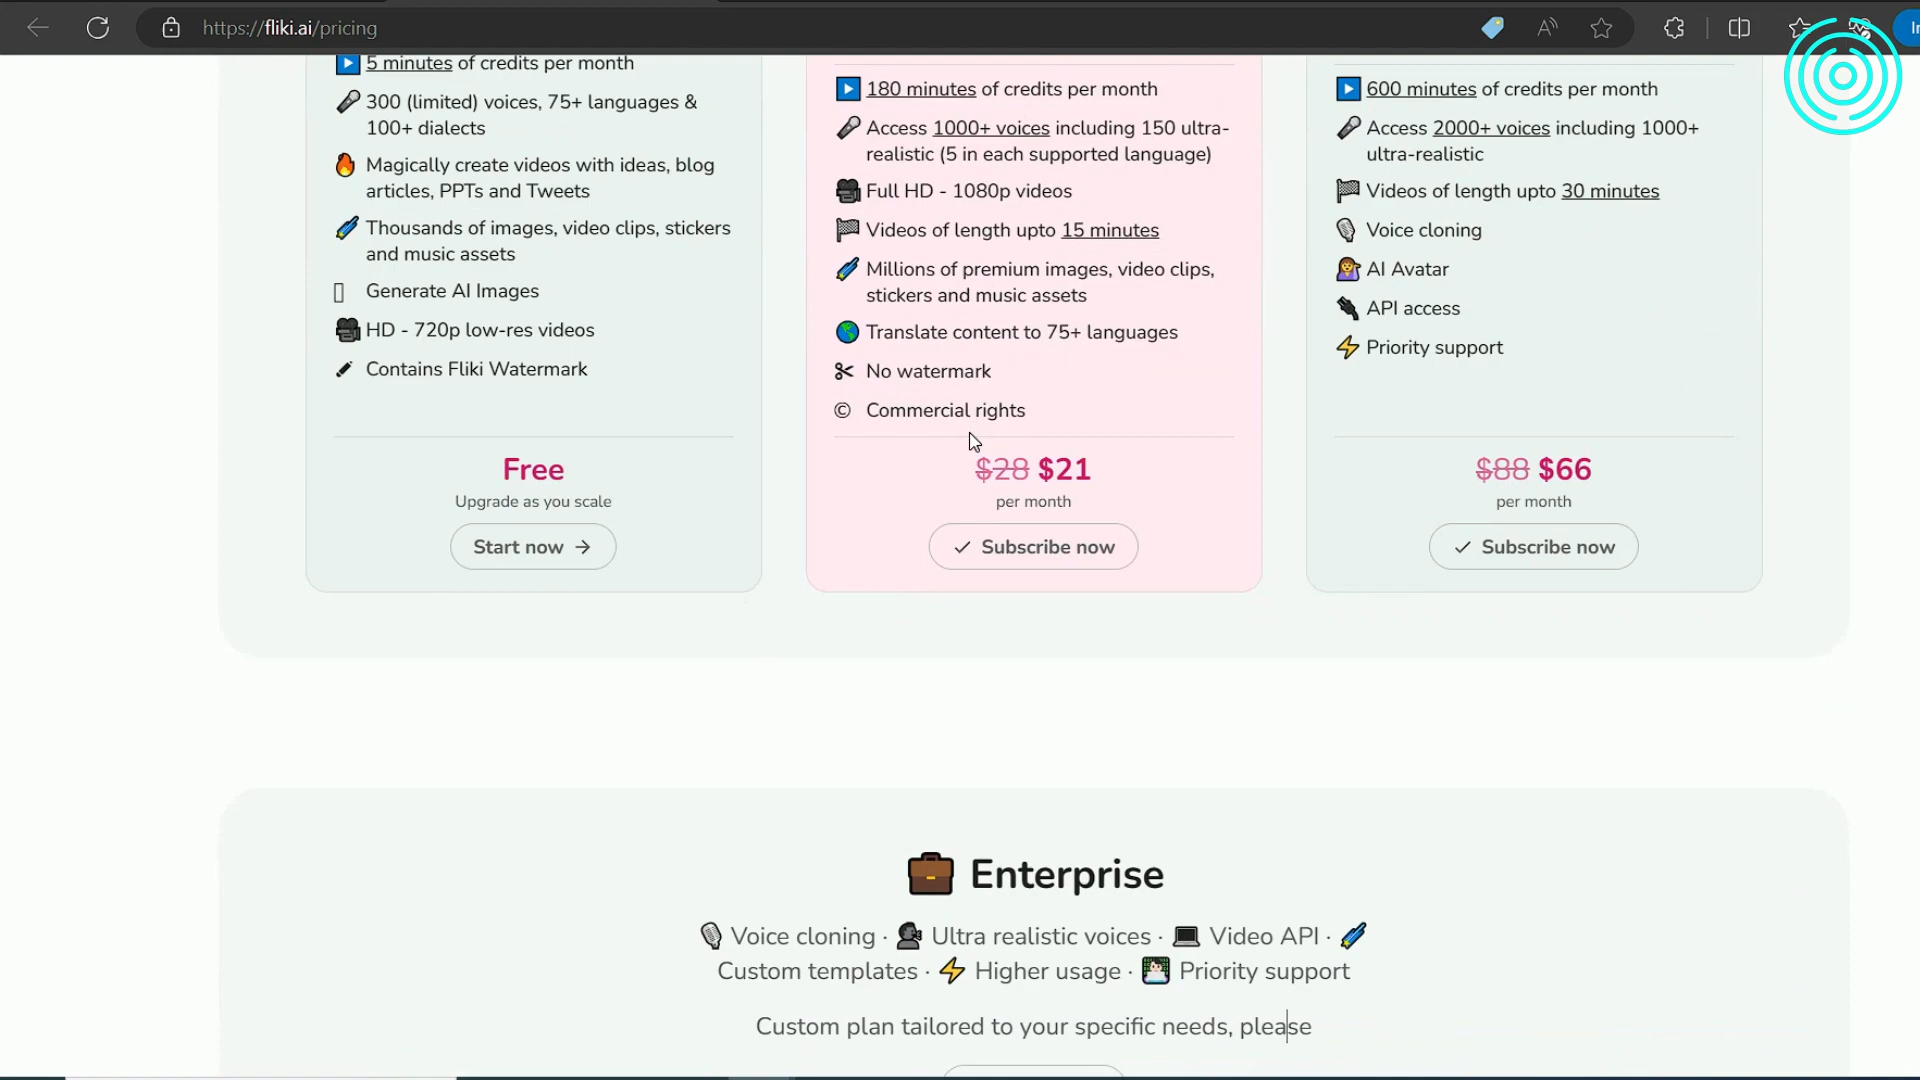 https://fliki.ai/pricing
5 minutes of credits per month
300 (limited) voices, 75+ languages &
100+ dialects
Magically create videos with ideas, blog
articles, PPTs and Tweets
Thousands of images, video clips, stickers
and music assets
Generate AI Images
HD - 720p low-res videos
Contains Fliki Watermark
Free
Upgrade as you scale
Start now →
180 minutes of credits per month
Access 1000+ voices including 150 ultra-
realistic (5 in each supported language)
Full HD - 1080p videos
Videos of length upto 15 minutes
Millions of premium images, video clips,
stickers and music assets
Translate content to 75+ languages
No watermark
© Commercial rights
$28 $21
per month
Subscribe now
600 minutes of credits per month
Access 2000+ voices including 1000+
ultra-realistic
Videos of length upto 30 minutes
Voice cloning
AI Avatar
API access
Priority support
$88 $66
per month
Subscribe now
Enterprise
Voice cloning · Ultra realistic voices · Video API ·
Custom templates · Higher usage · Priority support
Custom plan tailored to your specific needs, please